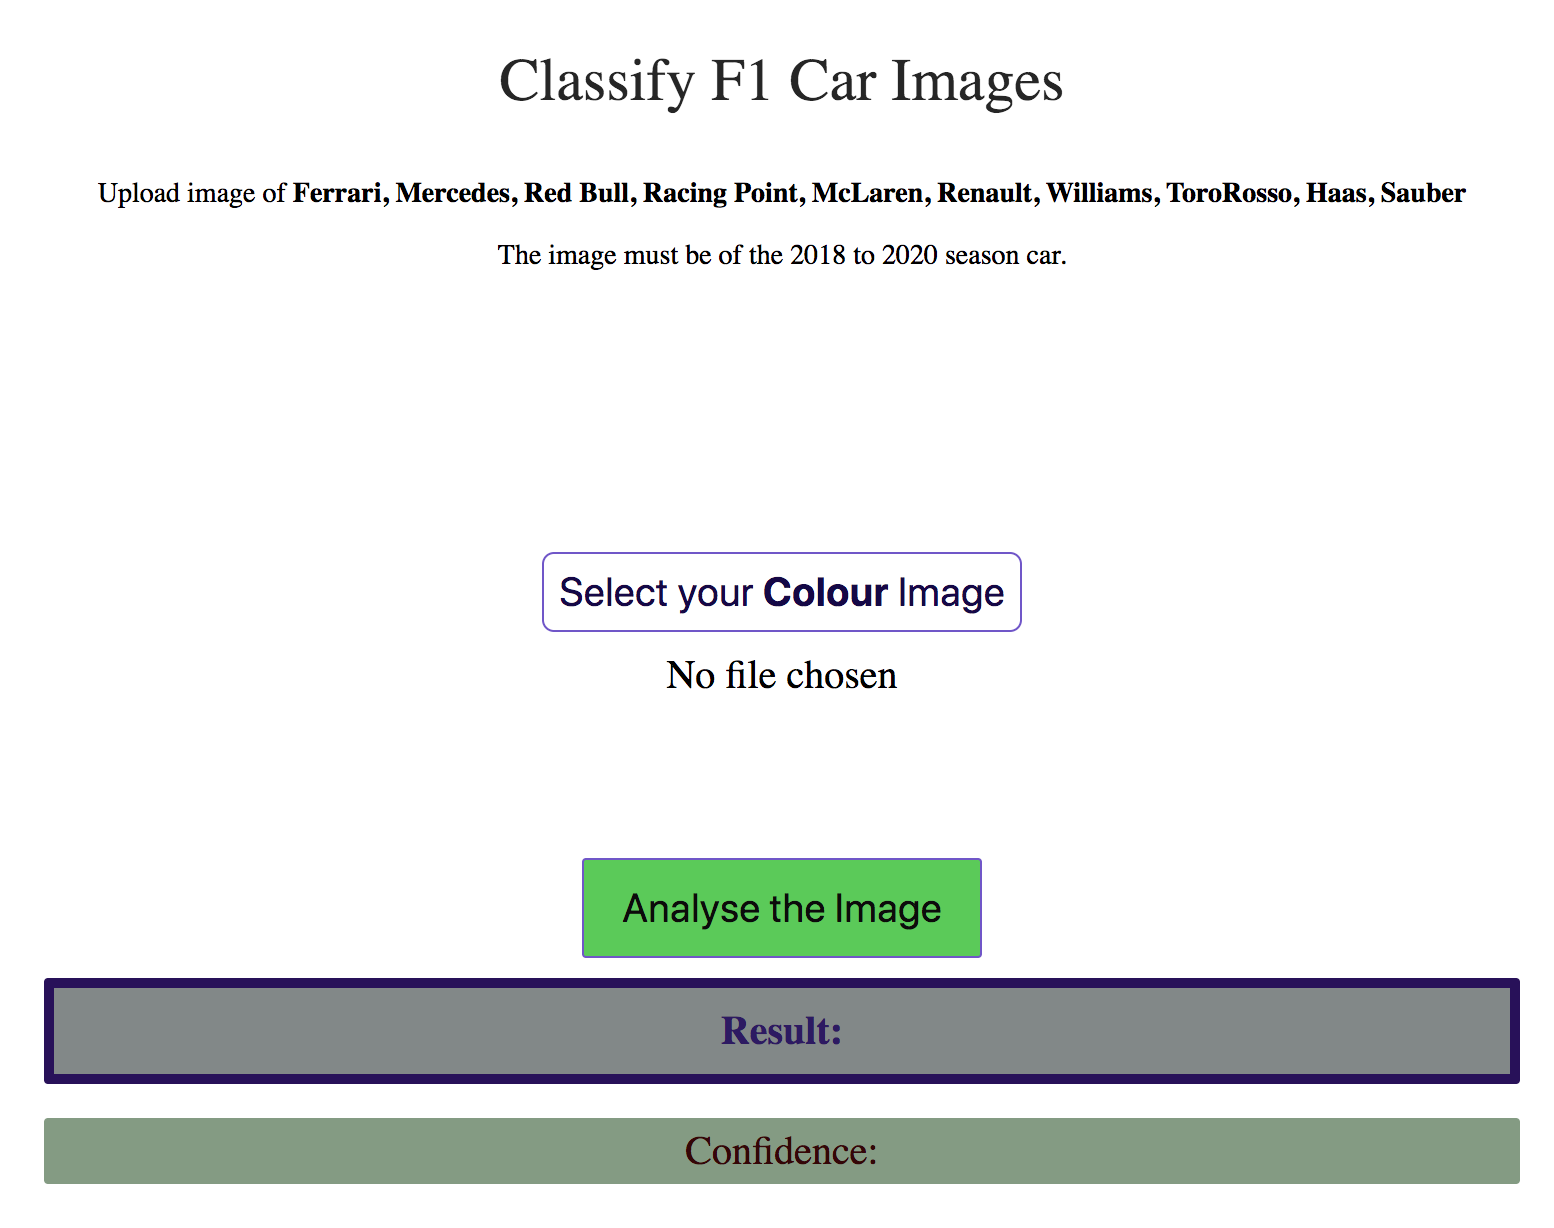 Classify F1 Car Images
Upload image of Ferrari, Mercedes, Red Bull, Racing Point, McLaren, Renault, Williams, ToroRosso, Haas, Sauber
The image must be of the 2018 to 2020 season car.
Select your Colour Image
No file chosen
Analyse the Image
Result:
Confidence: